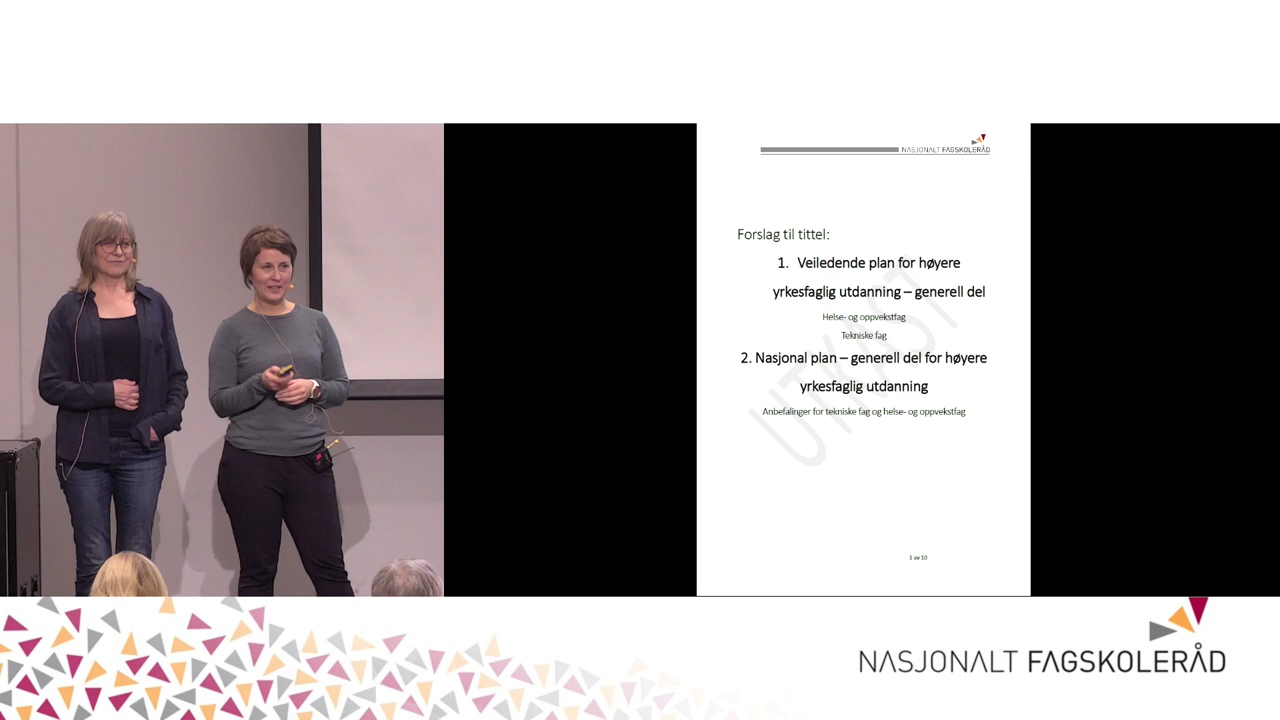 NASJONALT FAGSKOLERÅD
Forslag til tittel:
1. Veiledende plan for høyere
yrkesfaglig utdanning – generell del
Helse- og oppvekstfag
Tekniske fag
2. Nasjonal plan – generell del for høyere
yrkesfaglig utdanning
Anbefalinger for tekniske fag og helse- og oppvekstfag
UTKAST
1 av 10
NASJONALT FAGSKOLERÅD